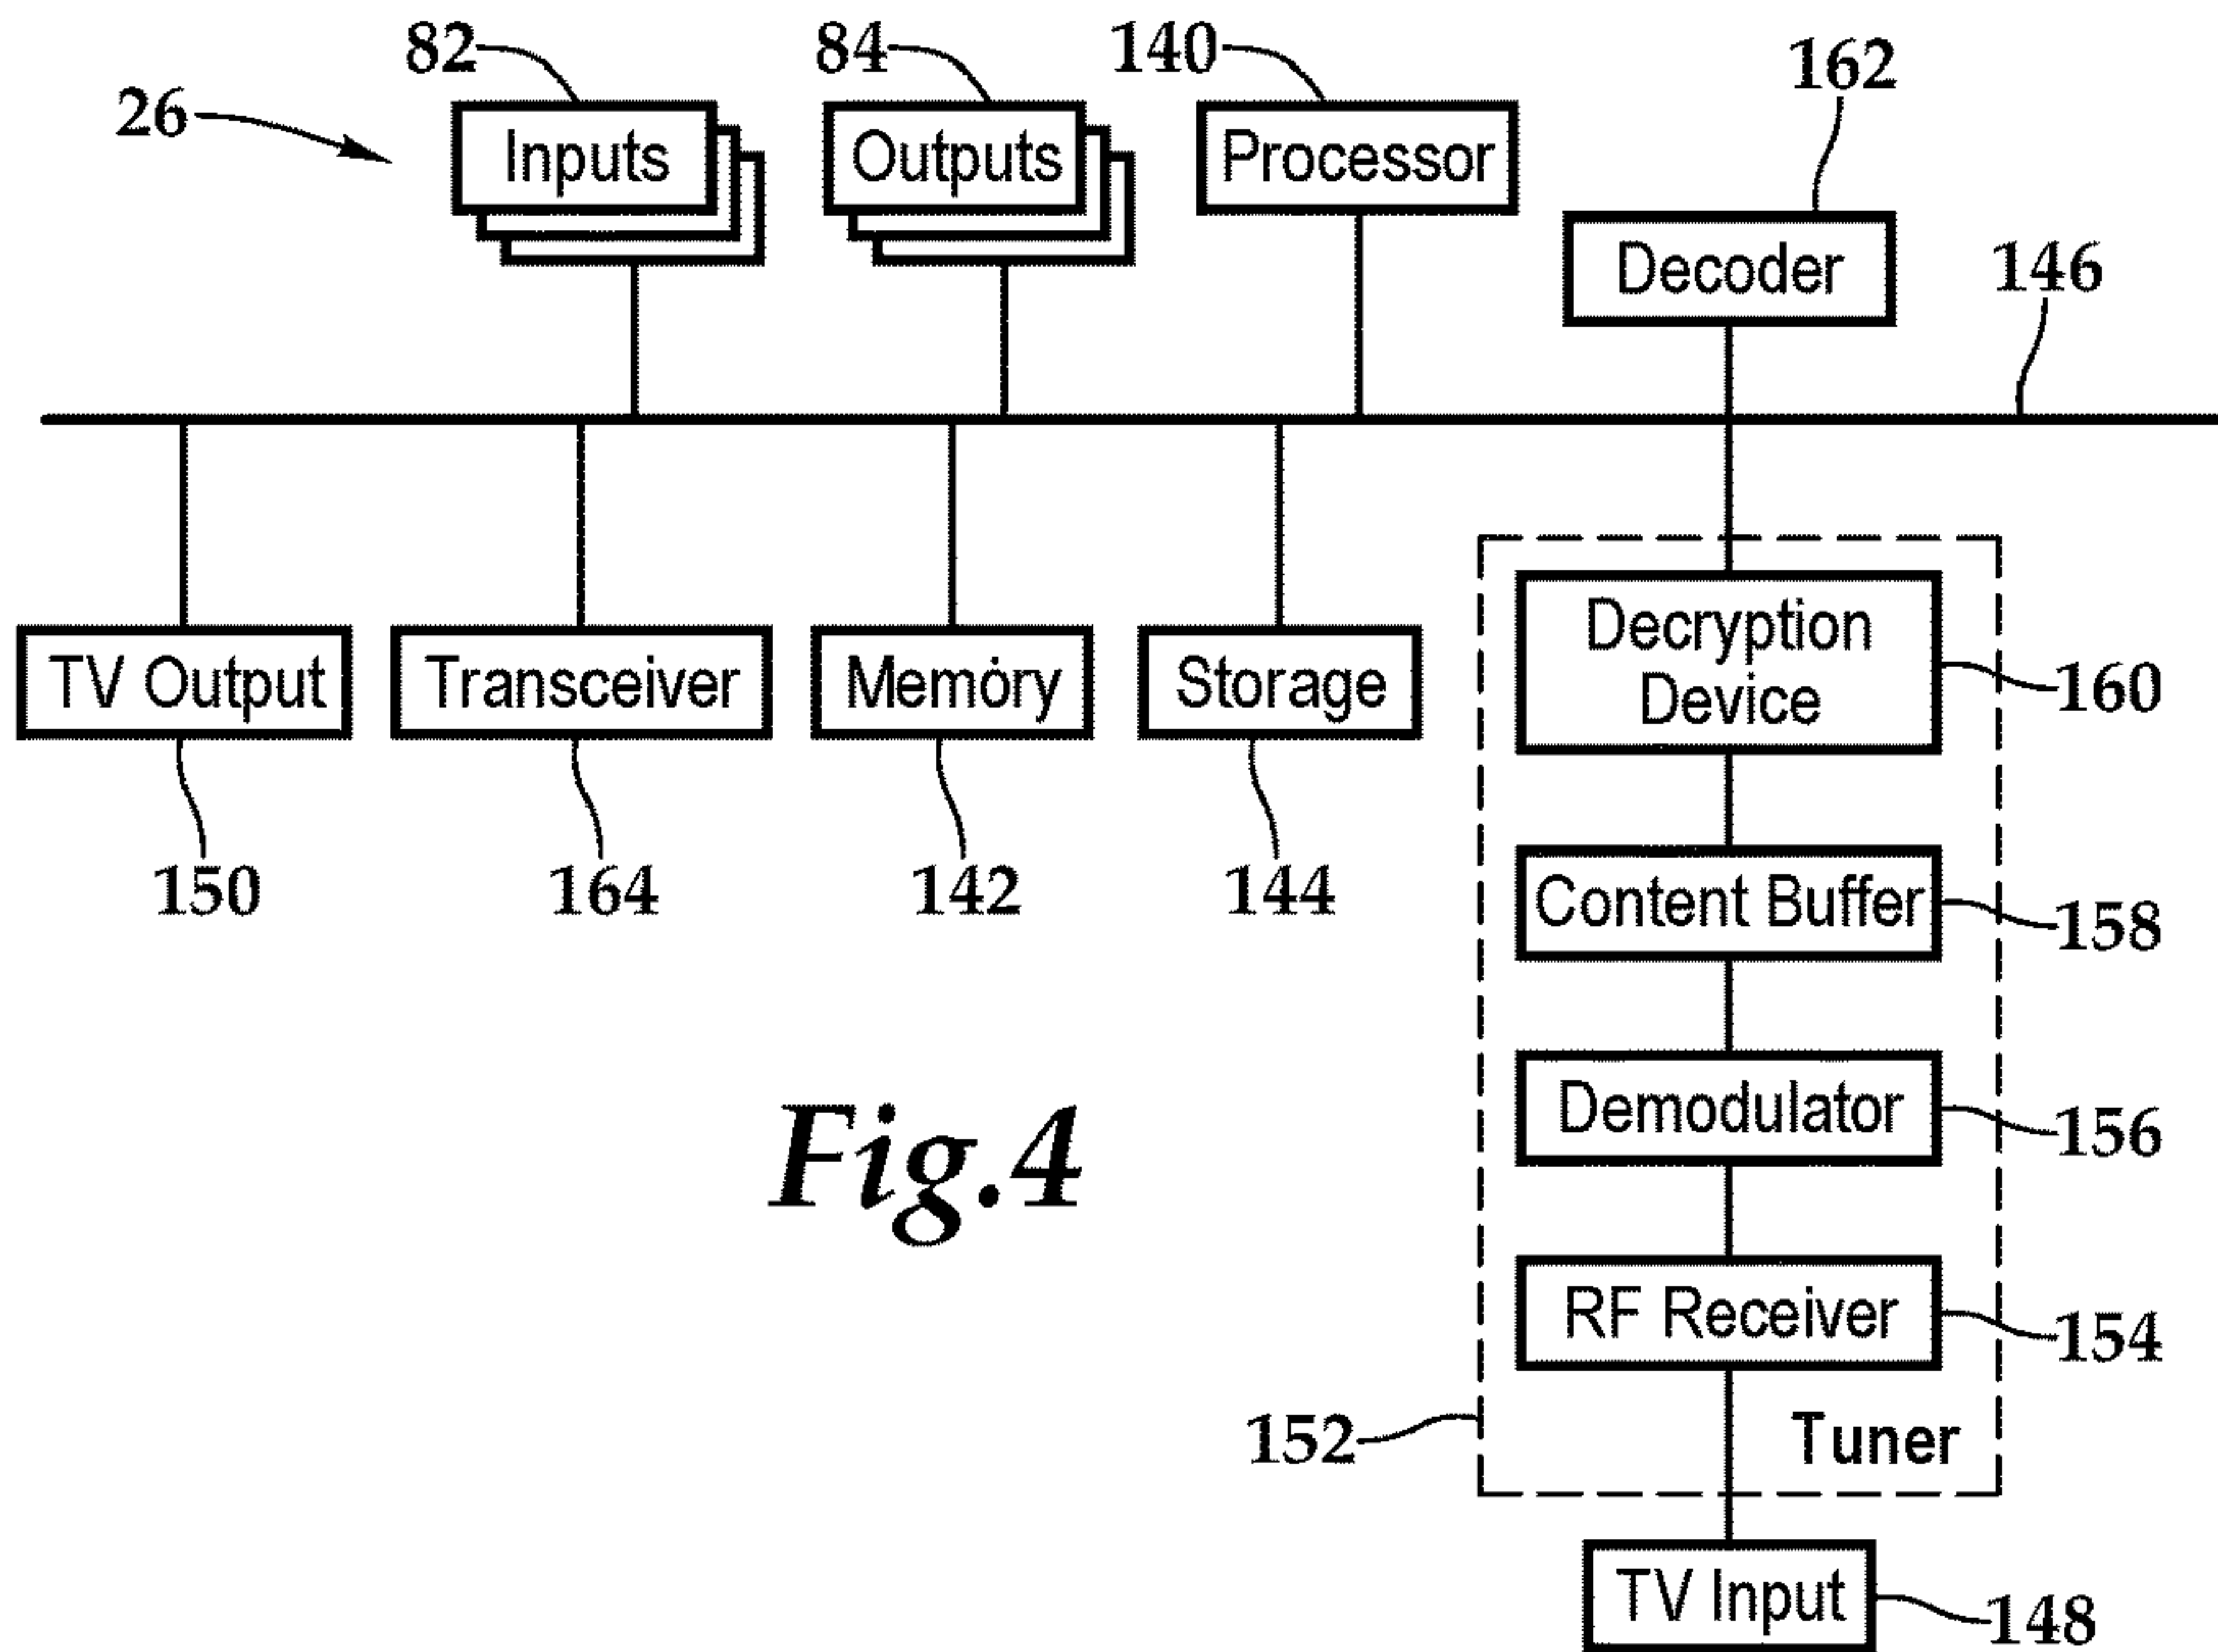 82
84
140
162
26
Inputs
Outputs
Processor
Decoder
146
TV Output
Transceiver
Memory
Storage
Decryption
Device
160
150
164
142
144
Content Buffer
158
Demodulator
156
Fig.4
RF Receiver
154
152
Tuner
TV Input
148